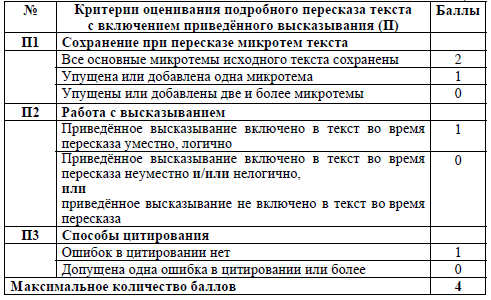 № Критерии оценивания подробного пересказа текста Баллы
с включением приведённого высказывания (П)
П1 Сохранение при пересказе микротем текста
Все основные микротемы исходного текста сохранены 2
Упущена или добавлена одна микротема 1
Упущены или добавлены две и более микротемы 0
П2 Работа с высказыванием
Приведённое высказывание включено в текст во время 1
пересказа уместно, логично
Приведённое высказывание включено в текст во время 0
пересказа неуместно и/или нелогично,
или
приведённое высказывание не включено в текст во время
пересказа
П3 Способы цитирования
Ошибок в цитировании нет 1
Допущена одна ошибка в цитировании или более 0
Максимальное количество баллов 4